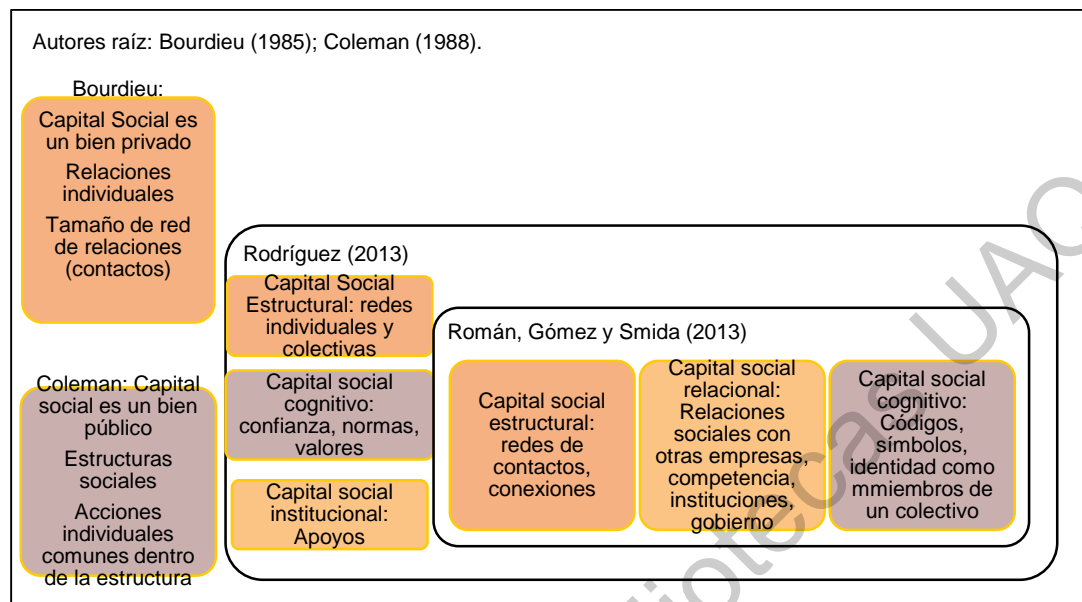 Autores raíz: Bourdieu (1985); Coleman (1988).
Bourdieu:
Capital Social es
un bien privado
Relaciones
individuales
Tamaño de red
de relaciones
(contactos)
Coleman: Capital
social es un bien
público
Estructuras
sociales
Acciones
individuales
comunes dentro
de la estructura
Rodríguez (2013)
Capital Social
Estructural: redes
individuales y
colectivas
Capital social
cognitivo:
confianza, normas,
valores
Capital social
institucional:
Apoyos
Román, Gómez y Smida (2013)
Capital social
estructural:
redes de
contactos,
conexiones
Capital social
relacional:
Relaciones
sociales con
otras empresas,
competencia,
instituciones,
gobierno
Capital social
cognitivo:
Códigos,
símbolos,
identidad como
mmiembros de
un colectivo
UAQ